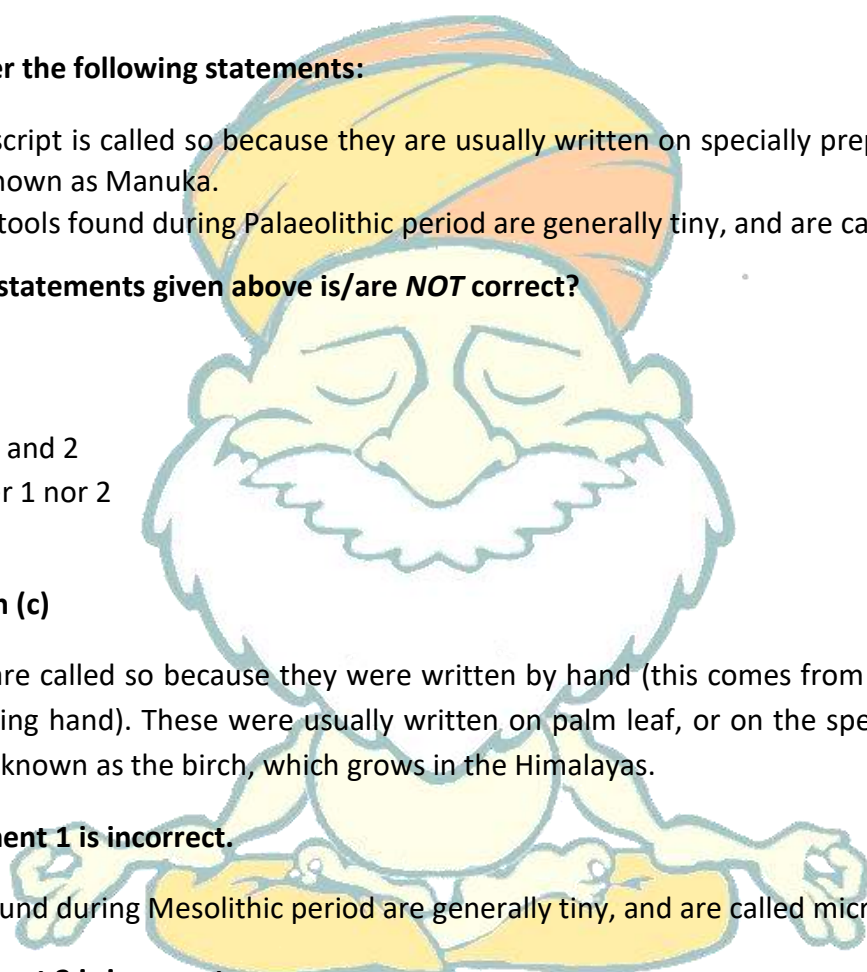 er the following statements:
script is called so because they are usually written on specially prep
nown as Manuka.
tools found during Palaeolithic period are generally tiny, and are ca
statements given above is/are NOT correct?
and 2
r 1 nor 2
n (c)
are called so because they were written by hand (this comes from
ing hand). These were usually written on palm leaf, or on the spe
known as the birch, which grows in the Himalayas.
ment 1 is incorrect.
und during Mesolithic period are generally tiny, and are called micr